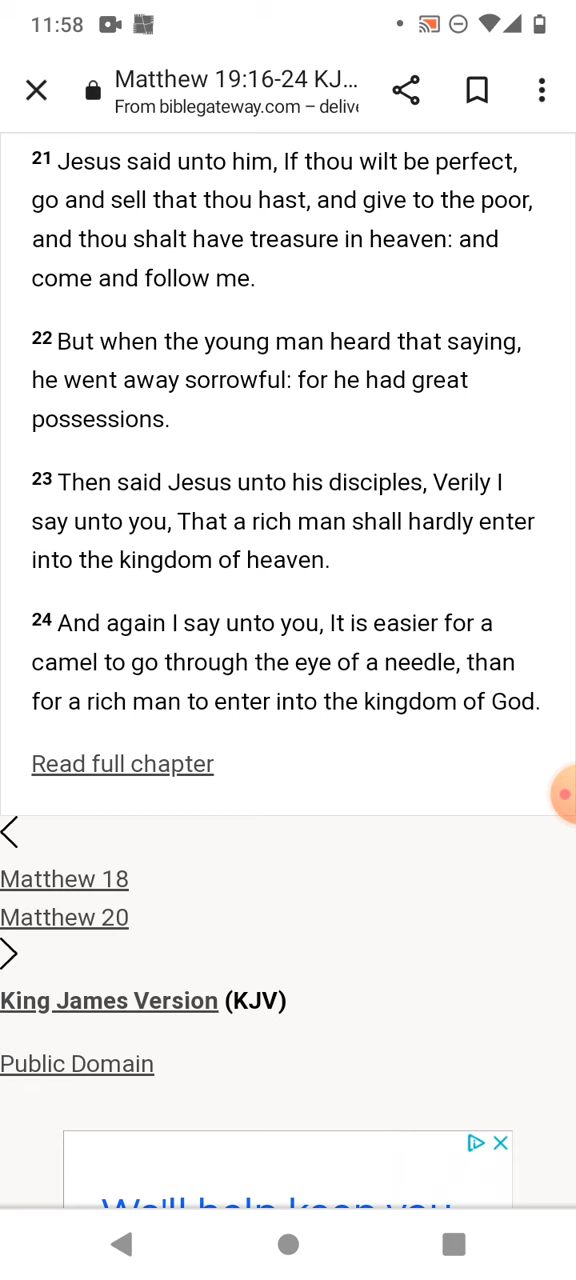 11:58
Matthew 19:16-24 KJ...
From biblegateway.com – delive
21 Jesus said unto him, If thou wilt be perfect,
go and sell that thou hast, and give to the poor,
and thou shalt have treasure in heaven: and
come and follow me.
22 But when the young man heard that saying,
he went away sorrowful: for he had great
possessions.
23 Then said Jesus unto his disciples, Verily I
say unto you, That a rich man shall hardly enter
into the kingdom of heaven.
24 And again I say unto you, It is easier for a
camel to go through the eye of a needle, than
for a rich man to enter into the kingdom of God.
Read full chapter
Matthew 18
Matthew 20
King James Version (KJV)
Public Domain
We'll help keep you